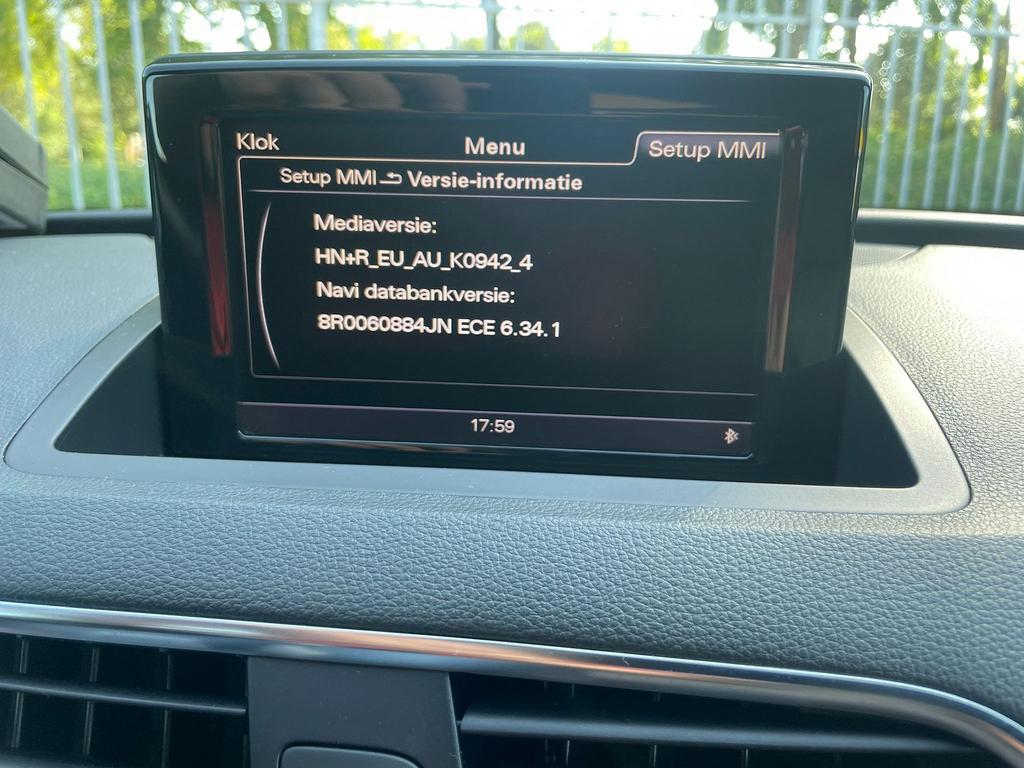 Klok Menu Setup MMI
Setup MMI Versie-informatie
Mediaversie:
HN+R_EU_AU_K0942_4
Navi databankversie:
8R0060884JN ECE 6.34.1
17:59